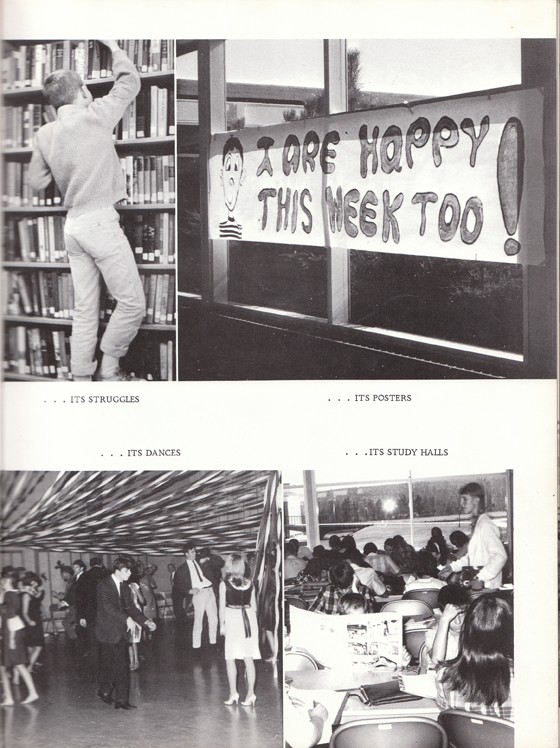 I ARE HAPPY
THIS WEEK TOO!
. . . ITS STRUGGLES
. . . ITS POSTERS
. . . ITS DANCES
. . .ITS STUDY HALLS